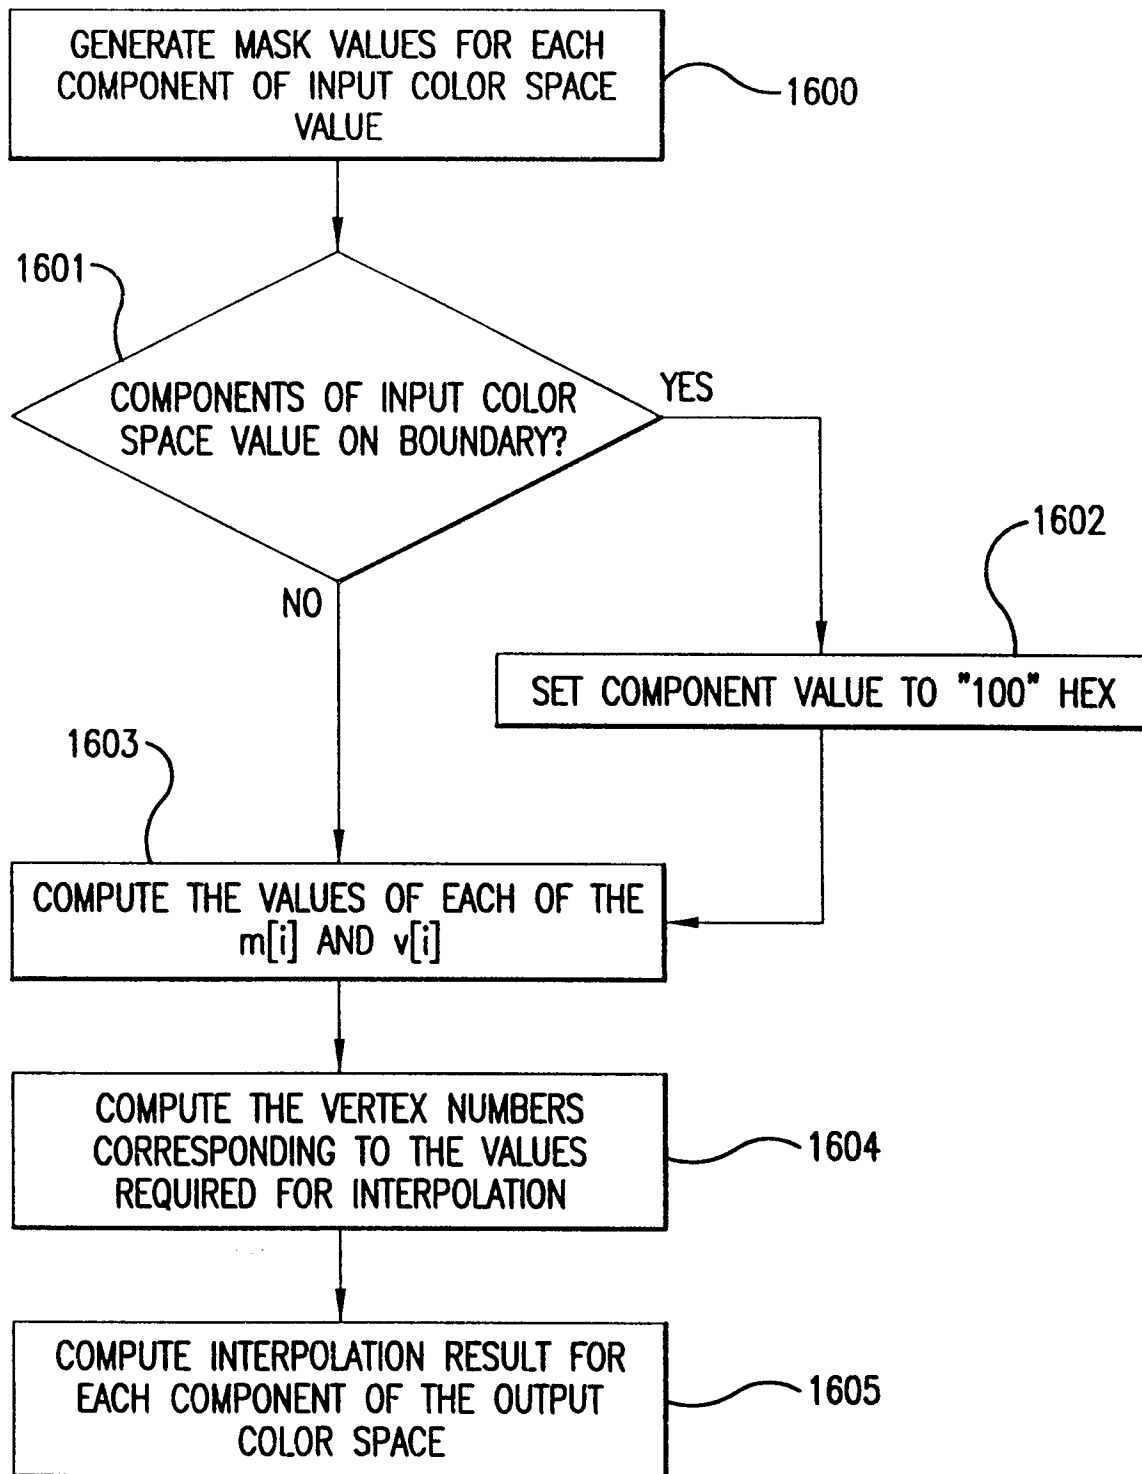 GENERATE MASK VALUES FOR EACH
COMPONENT OF INPUT COLOR SPACE
VALUE
1600
1601
COMPONENTS OF INPUT COLOR
SPACE VALUE ON BOUNDARY?
YES
NO
1602
SET COMPONENT VALUE TO "100" HEX
1603
COMPUTE THE VALUES OF EACH OF THE
m[i] AND v[i]
COMPUTE THE VERTEX NUMBERS
CORRESPONDING TO THE VALUES
REQUIRED FOR INTERPOLATION
1604
COMPUTE INTERPOLATION RESULT FOR
EACH COMPONENT OF THE OUTPUT
COLOR SPACE
1605